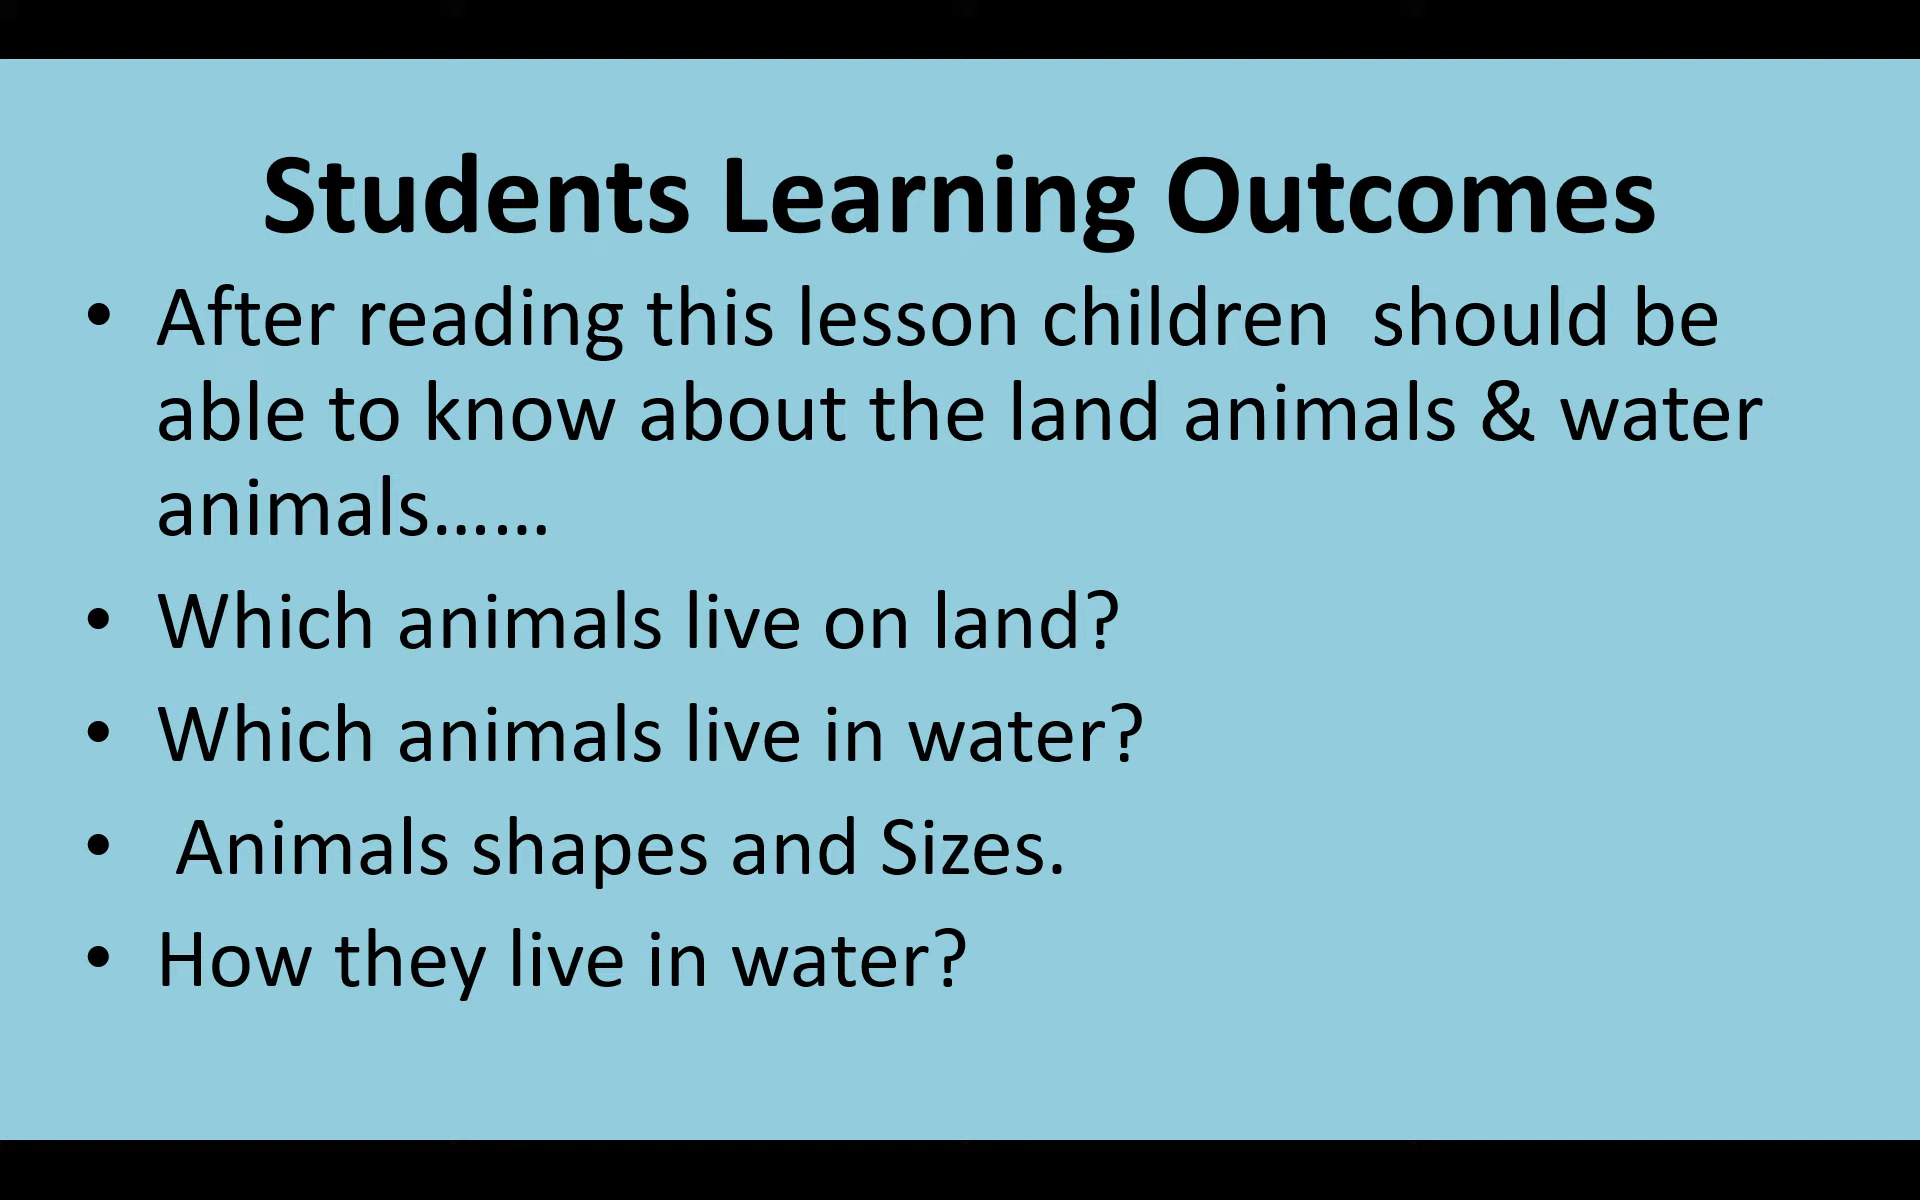 Students Learning Outcomes
• After reading this lesson children  should be
able to know about the land animals & water
animals……
• Which animals live on land?
• Which animals live in water?
•  Animals shapes and Sizes.
• How they live in water?